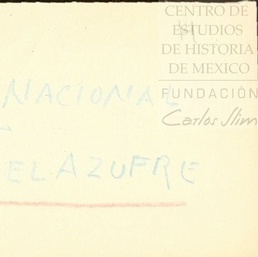 CENTRO DE
ESTUDIOS
DE HISTORIA
DE MEXICO
FUNDACIÓN
Carlos Slim
NACIONAL
EL AZUFRE